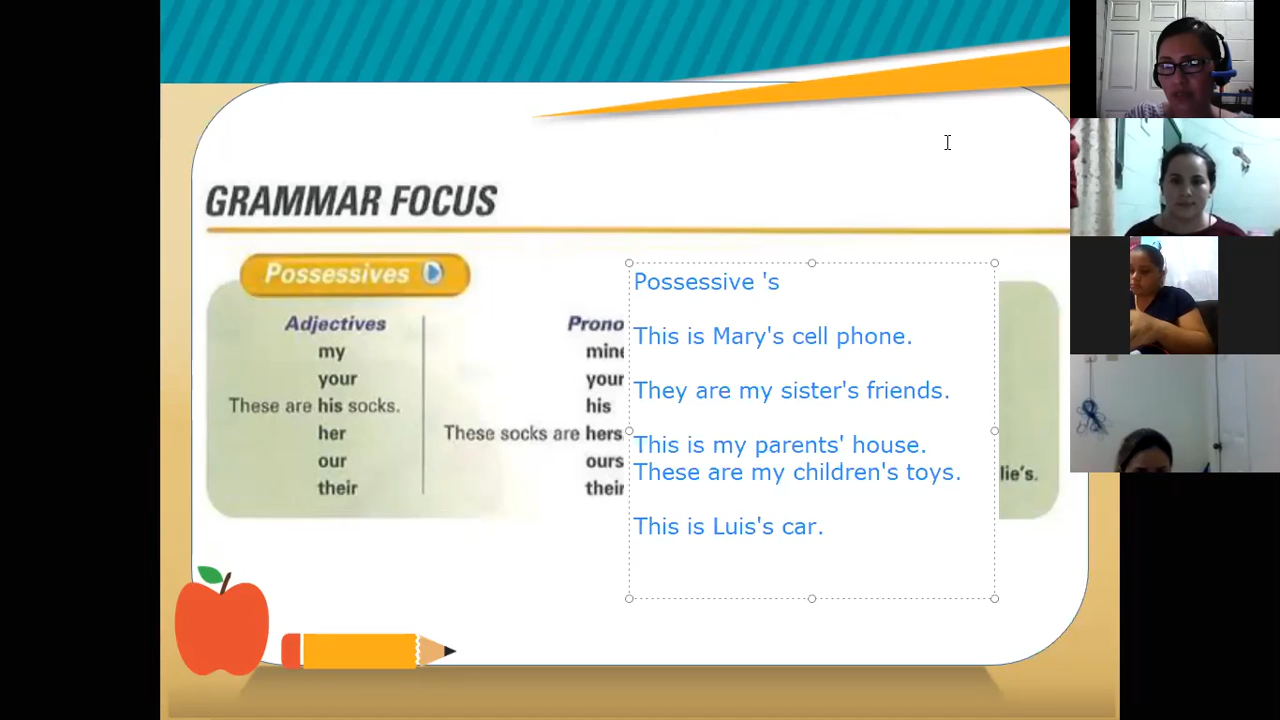 GRAMMAR FOCUS
Possessives
Adjectives
my
your
These are his socks.
her
our
their
Prono
mine
your
his
These socks are hers
ours
their
Possessive 's
This is Mary's cell phone.
They are my sister's friends.
This is my parents' house.
These are my children's toys.
This is Luis's car.
lie's.